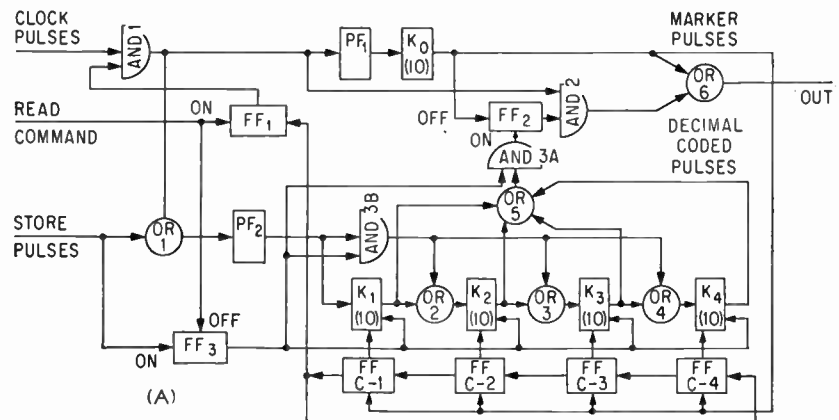 CLOCK
PULSES
AND 1
PF1
K0
(10)
MARKER
PULSES
OR
6
OUT
READ
COMMAND
ON
FF1
OFF
FF2
ON
AND 2
AND 3A
DECIMAL
CODED
PULSES
STORE
PULSES
OR
1
PF2
AND 3B
OR
5
K1
(10)
OR
2
K2
(10)
OR
3
K3
(10)
OR
4
K4
(10)
OFF
ON
FF3
FF
C-1
FF
C-2
FF
C-3
FF
C-4
(A)